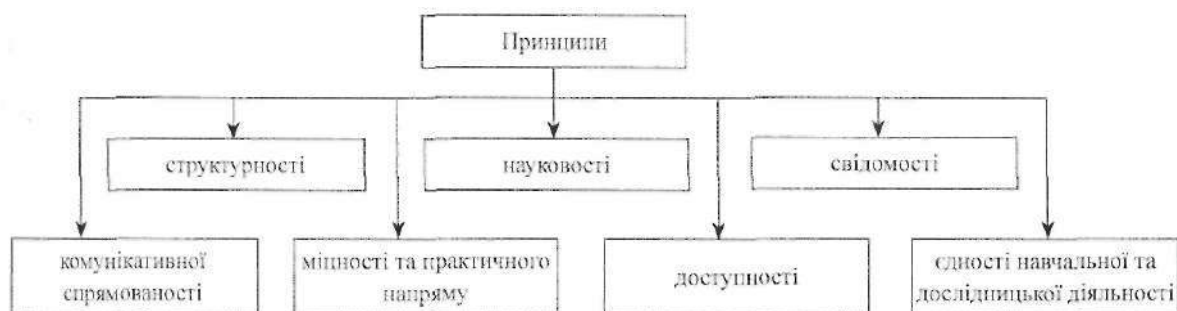 Принципи
структурності
науковості
свідомості
комунікативної
спрямованості
міцності та практичного
напряму
доступності
єдності навчальної та
дослідницької діяльності